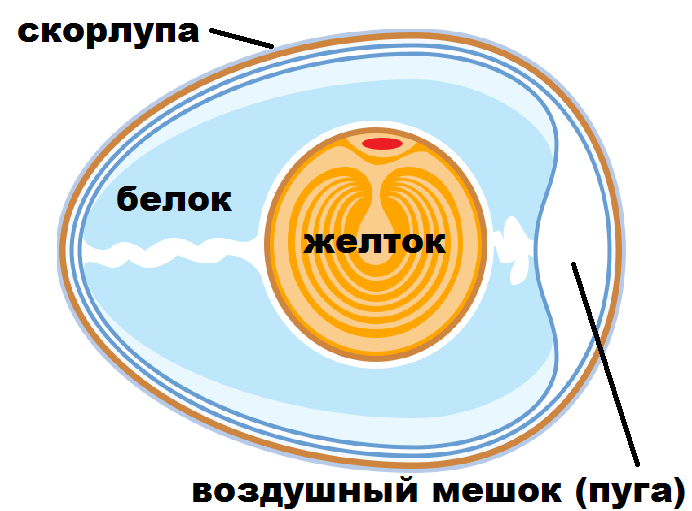 скорлупа
белок
желток
воздушный мешок (пуга)